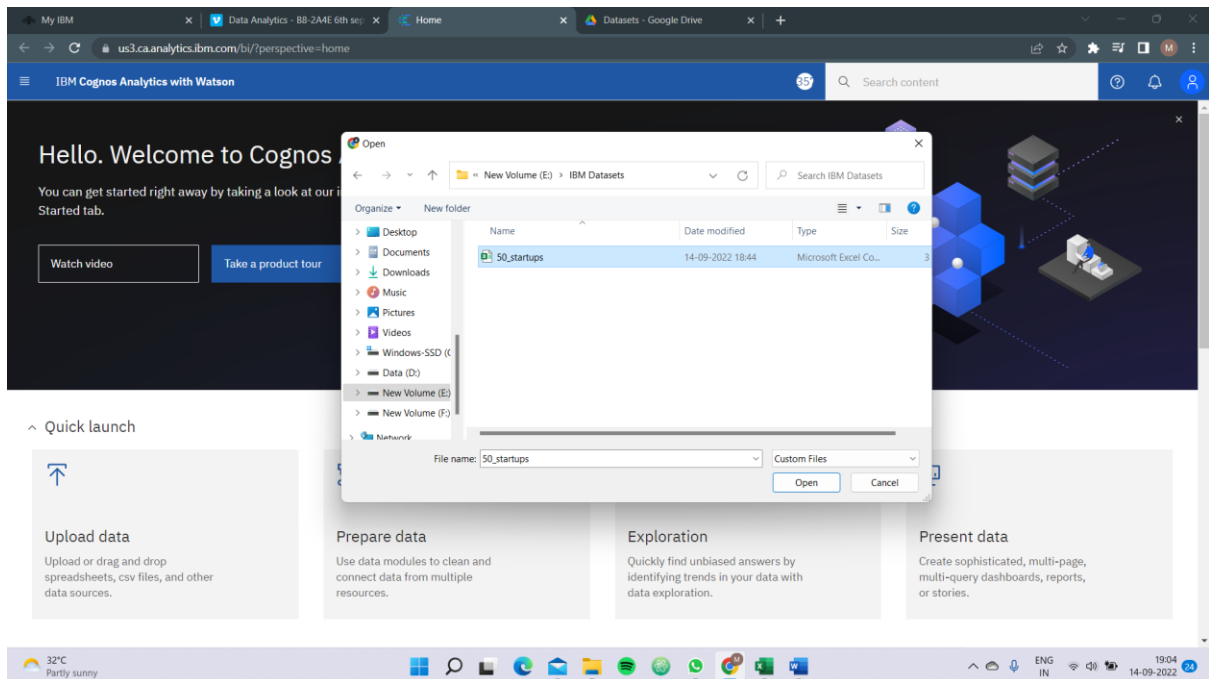 My IBM
Data Analytics - B8-2A4E 6th sep
Home
Datasets - Google Drive
us3.ca.analytics.ibm.com/bi/?perspective=home
M
IBM Cognos Analytics with Watson
Search content
Hello. Welcome to Cognos
You can get started right away by taking a look at our
Started tab.
Watch video
Take a product tour
Open
« New Volume (E:) > IBM Datasets
Search IBM Datasets
Organize
New folder
Name
Date modified
Type
Size
Desktop
Documents
Downloads
Music
Pictures
Videos
Windows-SSD (C
Data (D:)
New Volume (E:)
New Volume (F:)
Network
50_startups
14-09-2022 18:44
Microsoft Excel Co...
3
File name:
50_startups
Custom Files
Open
Cancel
Quick launch
Upload data
Upload or drag and drop
spreadsheets, csv files, and other
data sources.
Prepare data
Use data modules to clean and
connect data from multiple
resources.
Exploration
Quickly find unbiased answers by
identifying trends in your data with
data exploration.
Present data
Create sophisticated, multi-page,
multi-query dashboards, reports,
or stories.
32°C
Partly sunny
ENG
IN
19:04
14-09-2022
24